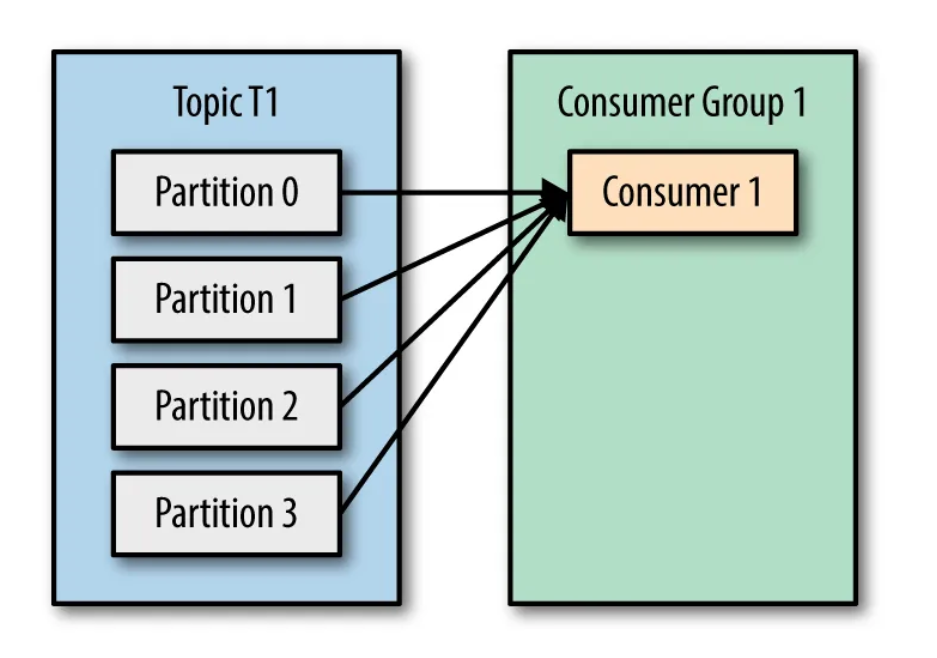 Topic T1
Partition 0
Partition 1
Partition 2
Partition 3
Consumer Group 1
Consumer 1